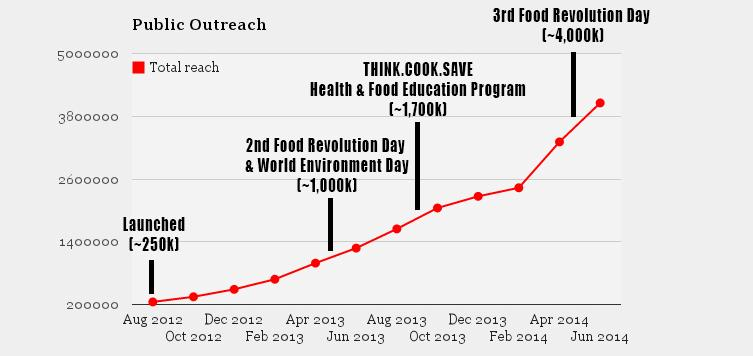 3rd Food Revolution Day
(~4,000k)
Public Outreach
5000000
Total reach
THINK.COOK.SAVE
Health & Food Education Program
(~1,700k)
3800000
2nd Food Revolution Day
& World Environment Day
(~1,000k)
2600000
Launched
(~250k)
1400000
200000
Aug 2012 Dec 2012 Apr 2013 Aug 2013 Dec 2013 Apr 2014
Oct 2012 Feb 2013 Jun 2013 Oct 2013 Feb 2014 Jun 2014